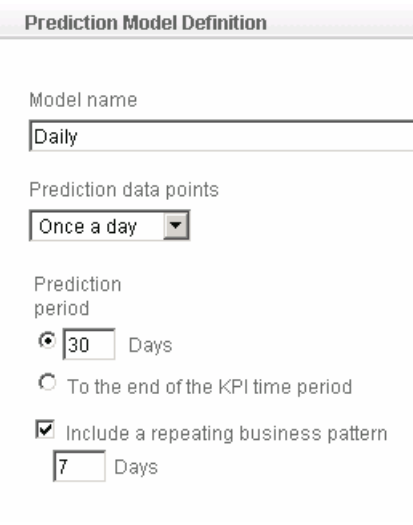 Prediction Model Definition
Model name
Daily
Prediction data points
Once a day
Prediction
period
30 Days
To the end of the KPI time period
Include a repeating business pattern
7 Days